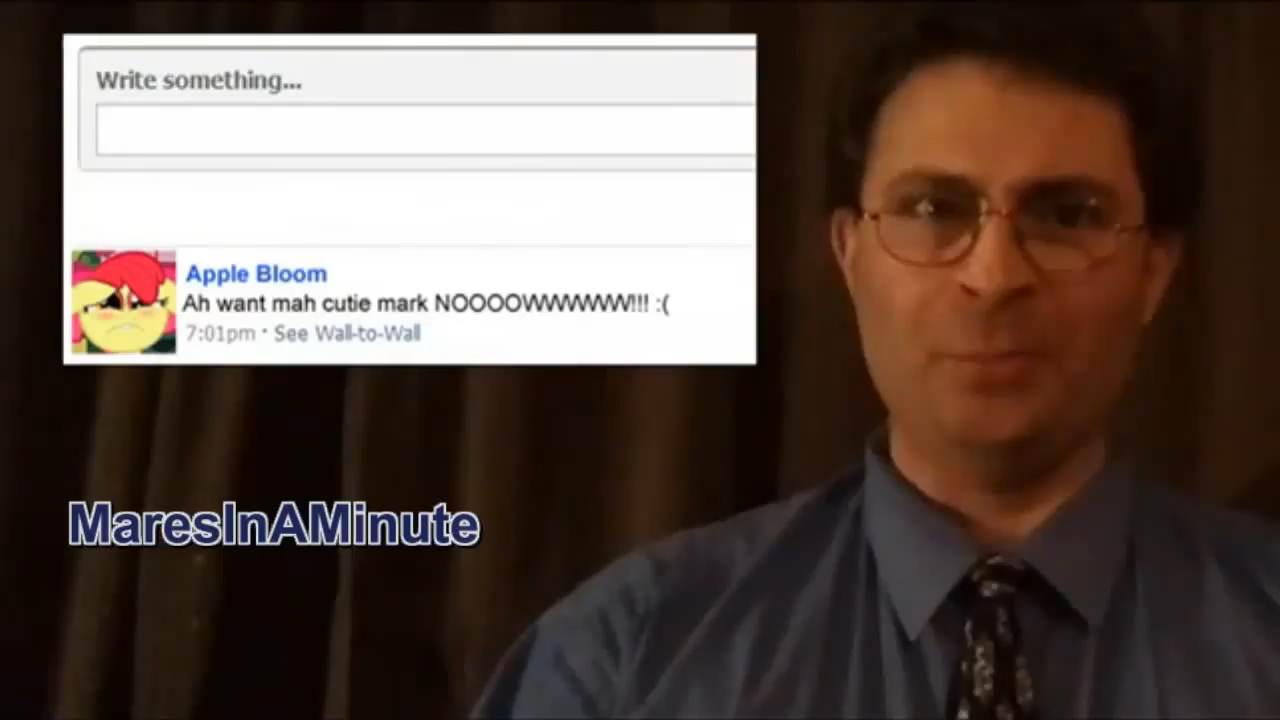 Write something...
Apple Bloom
Ah want mah cutie mark NOOOOWWWWWW!!! :(
7:01pm · See Wall-to-Wall
MaresInAMinute